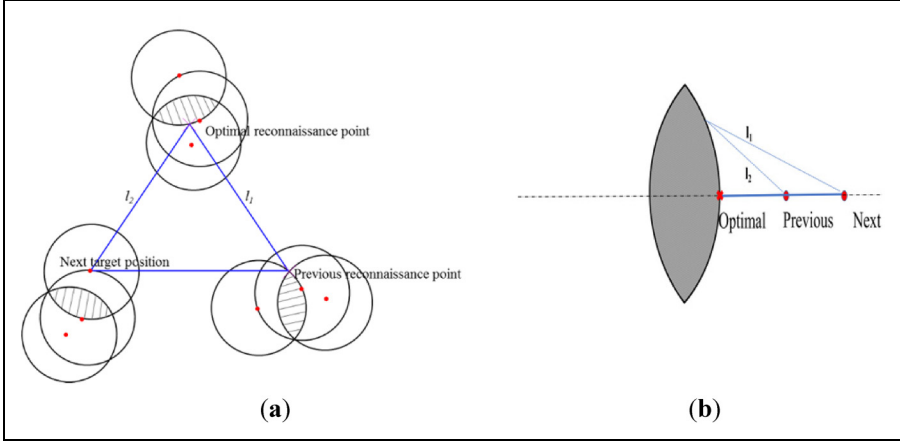 Optimal reconnaissance point
l2
l1
Next target position
Previous reconnaissance point
(a)
l1
l2
Optimal Previous Next
(b)